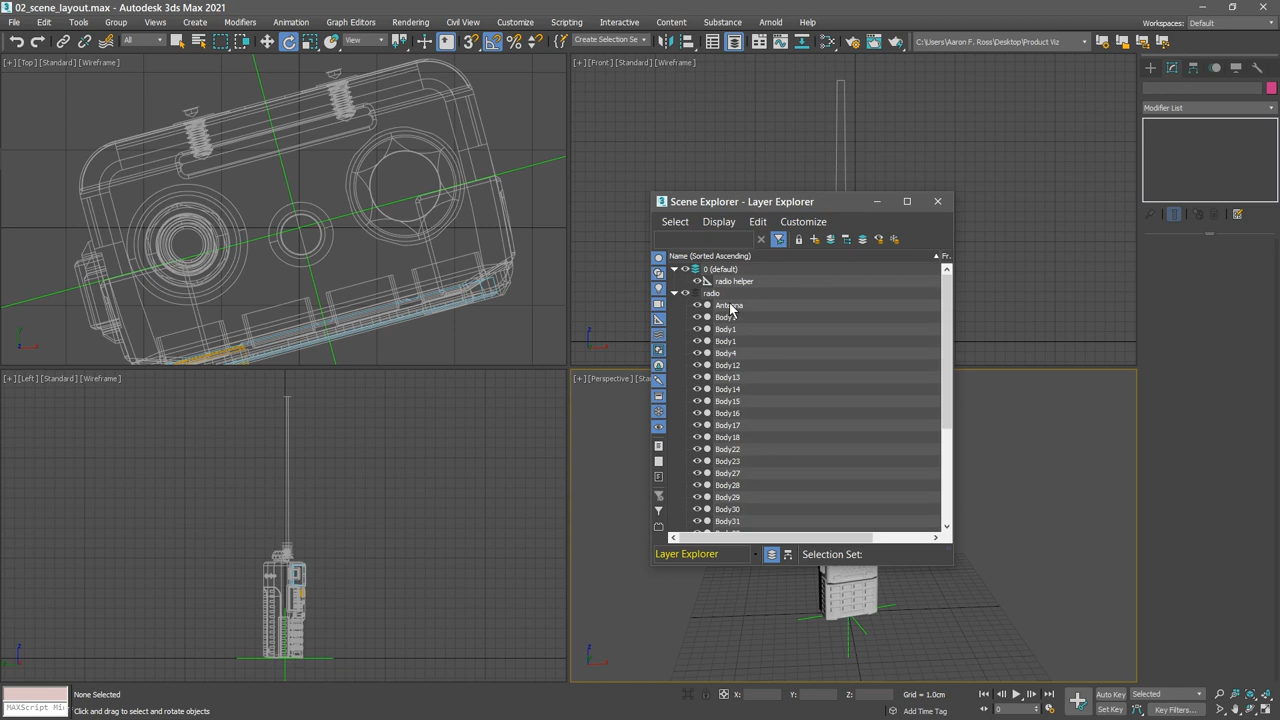 02_scene_layout.max - Autodesk 3ds Max 2021
File Edit Tools Group Views Create Modifiers Animation Graph Editors Rendering Civil View Customize Scripting Interactive Content Substance Arnold Help
Workspaces: Default
All
View
Create Selection Se
C:\Users\Aaron F. Ross\Desktop\Product Viz
[+] [Top] [Standard] [Wireframe]
[+] [Front] [Standard] [Wireframe]
Modifier List
Scene Explorer - Layer Explorer
Select Display Edit Customize
Name (Sorted Ascending)
Fr.
0 (default)
radio helper
radio
Antenna
Body1
Body1
Body4
Body12
Body13
Body14
Body15
Body16
Body17
Body18
Body22
Body23
Body27
Body28
Body29
Body30
Body31
Layer Explorer
Selection Set:
[+] [Left] [Standard] [Wireframe]
[+] [Perspective] [Sta
None Selected
X: Y: Z: Grid = 1.0cm
Auto Key Selected
MAXScript Mi
Click and drag to select and rotate objects
Add Time Tag
0
Set Key
Key Filters...